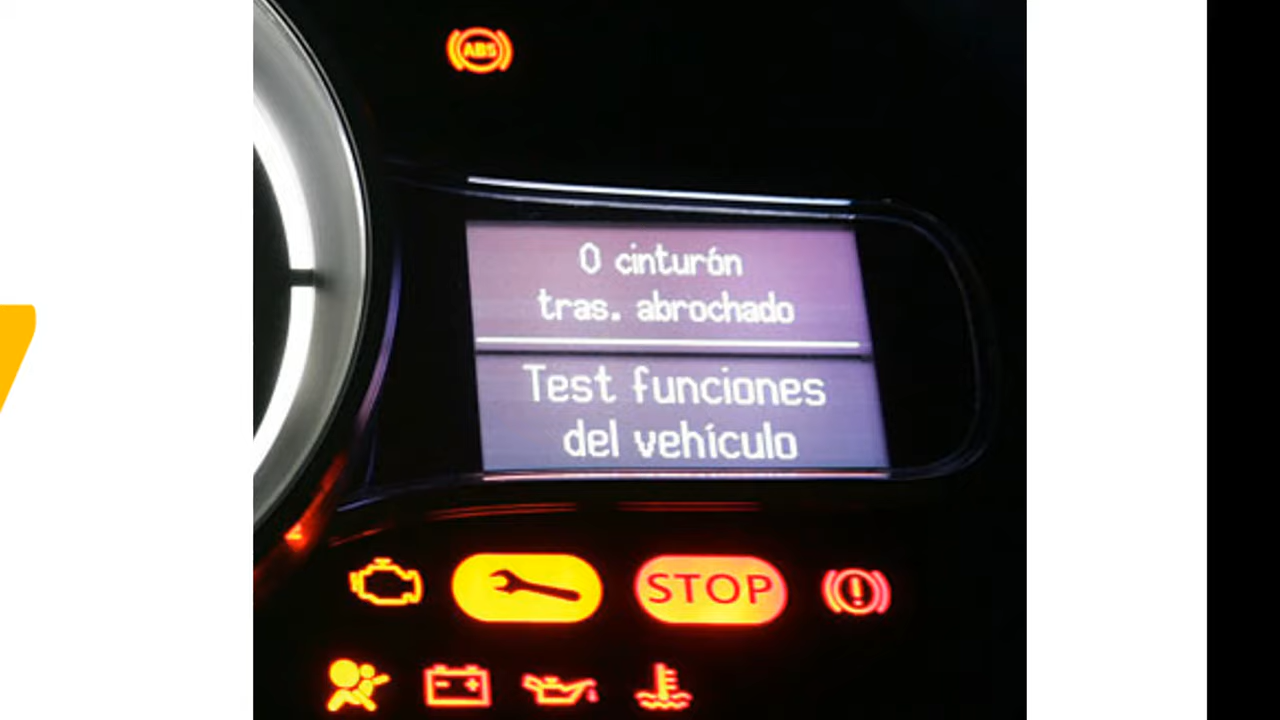 ABS
0 cinturón
tras. abrochado
Test funciones
del vehículo
STOP